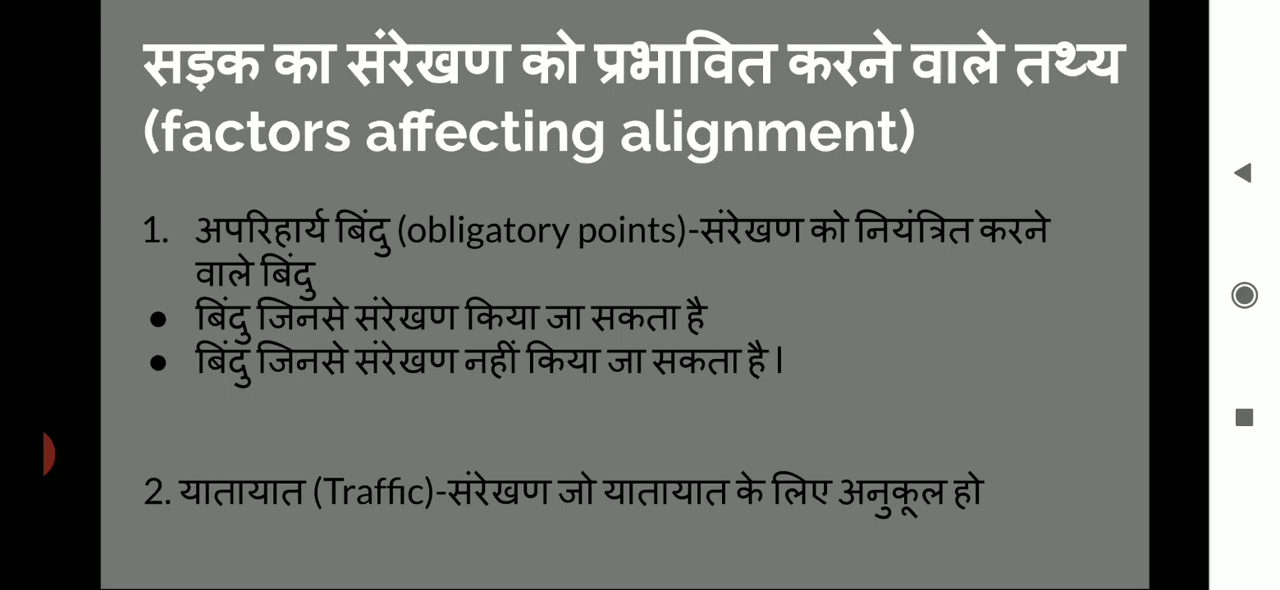 सड़क का संरेखण को प्रभावित करने वाले तथ्य
(factors affecting alignment)
1. अपरिहार्य बिंदु (obligatory points)-संरेखण को नियंत्रित करने
वाले बिंदु
● बिंदु जिनसे संरेखण किया जा सकता है
● बिंदु जिनसे संरेखण नहीं किया जा सकता है l
2. यातायात (Traffic)-संरेखण जो यातायात के लिए अनुकूल हो